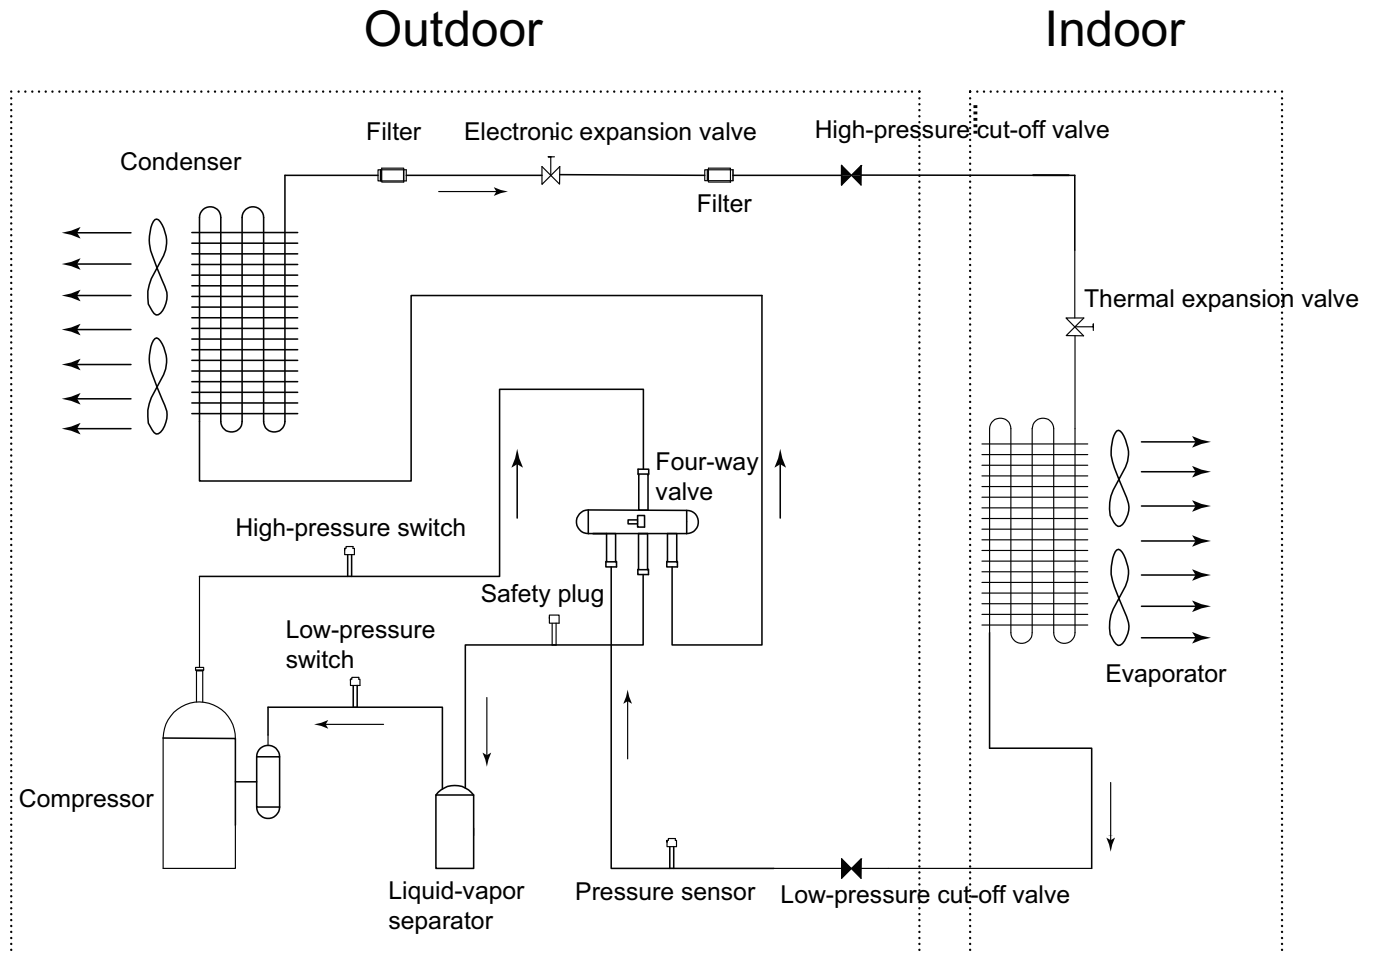 Outdoor
Indoor
Filter
Electronic expansion valve
High-pressure cut-off valve
Condenser
Filter
Thermal expansion valve
Four-way
valve
High-pressure switch
Safety plug
Low-pressure
switch
Evaporator
Compressor
Liquid-vapor
separator
Pressure sensor
Low-pressure cut-off valve